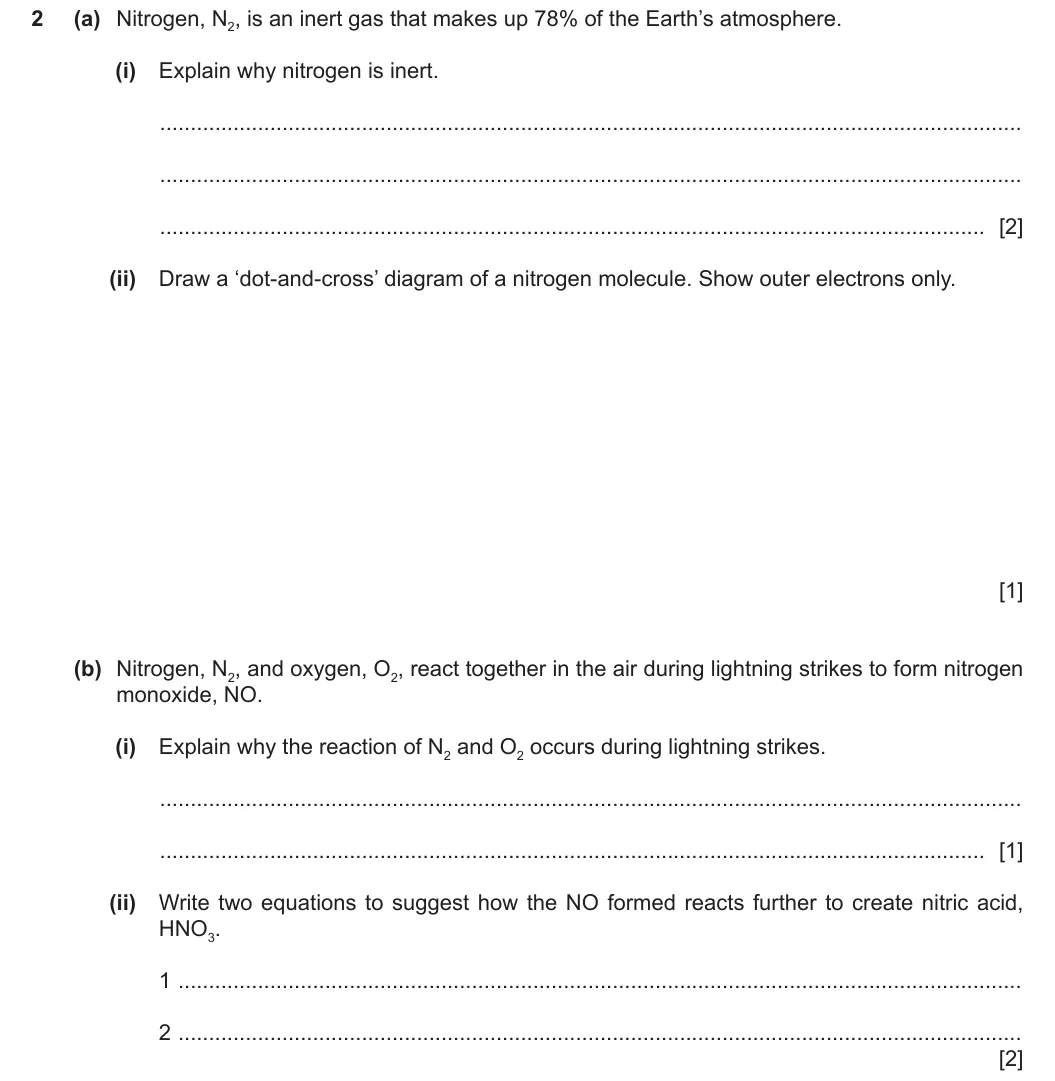 2 (a) Nitrogen, N₂, is an inert gas that makes up 78% of the Earth’s atmosphere.
(i) Explain why nitrogen is inert.
..........................................................................................................................................
..........................................................................................................................................
.................................................................................................................................... [2]
(ii) Draw a ‘dot-and-cross’ diagram of a nitrogen molecule. Show outer electrons only.
[1]
(b) Nitrogen, N₂, and oxygen, O₂, react together in the air during lightning strikes to form nitrogen
monoxide, NO.
(i) Explain why the reaction of N₂ and O₂ occurs during lightning strikes.
..........................................................................................................................................
.................................................................................................................................... [1]
(ii) Write two equations to suggest how the NO formed reacts further to create nitric acid,
HNO₃.
1 .......................................................................................................................................
2 .......................................................................................................................................
[2]